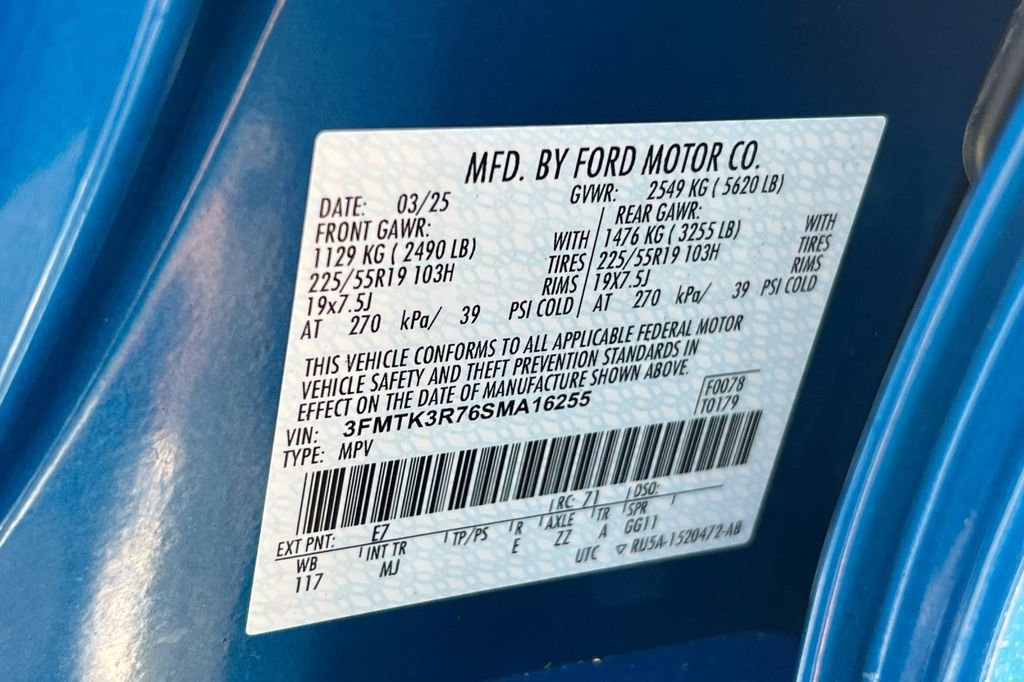 MFD. BY FORD MOTOR CO.
DATE: 03/25 GVWR: 2549 KG ( 5620 LB)
FRONT GAWR: REAR GAWR:
1129 KG ( 2490 LB) WITH 1476 KG ( 3255 LB) WITH
225/55R19 103H TIRES 225/55R19 103H TIRES
19x7.5J RIMS 19X7.5J RIMS
AT 270 kPa/ 39 PSI COLD AT 270 kPa/ 39 PSI COLD
THIS VEHICLE CONFORMS TO ALL APPLICABLE FEDERAL MOTOR
VEHICLE SAFETY AND THEFT PREVENTION STANDARDS IN
EFFECT ON THE DATE OF MANUFACTURE SHOWN ABOVE.
VIN: 3FMTK3R76SMA16255 F0078
TYPE: MPV T0179
EXT PNT: E7 RC: 71 DSO:
WB INT TR TP/PS R AXLE TR SPR
117 MJ E ZZ A GG11
UTC ▽ RU5A-1520472-AB